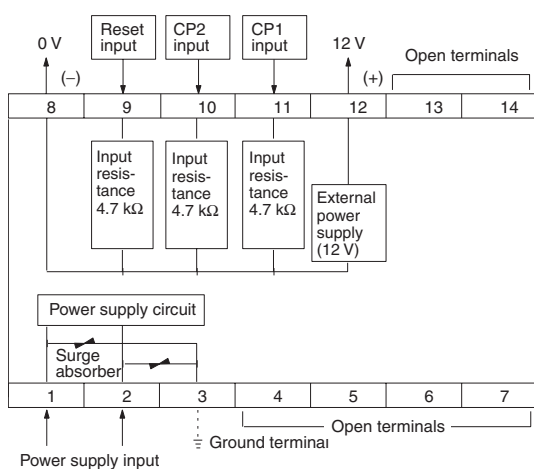 0 V
(–)
Reset
input
CP2
input
CP1
input
12 V
(+)
Open terminals
8 9 10 11 12 13 14
Input
resis-
tance
4.7 kΩ
Input
resis-
tance
4.7 kΩ
Input
resis-
tance
4.7 kΩ
External
power
supply
(12 V)
Power supply circuit
Surge
absorber
1 2 3 4 5 6 7
Open terminals
Ground terminal
Power supply input